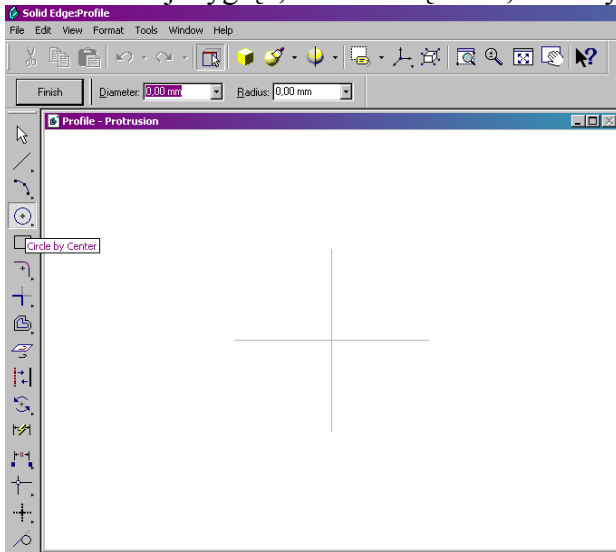 Solid Edge:Profile
File Edit View Format Tools Window Help
Finish Diameter: 0,00 mm Radius: 0,00 mm
Profile - Protrusion
Circle by Center